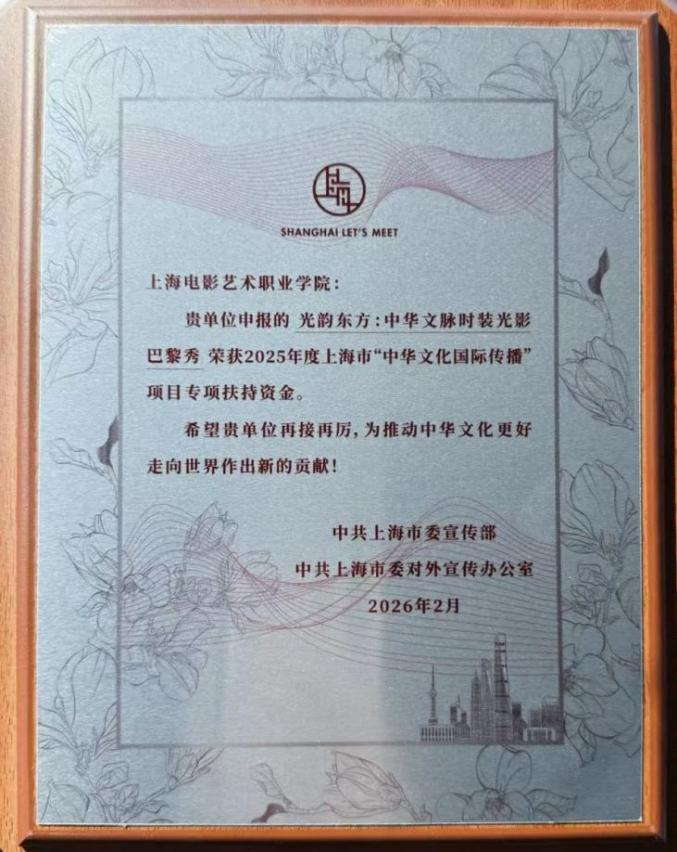 上海
SHANGHAI LET'S MEET
上海电影艺术职业学院：
贵单位申报的 光韵东方：中华文脉时装光影
巴黎秀 荣获2025年度上海市“中华文化国际传播”
项目专项扶持资金。
希望贵单位再接再厉，为推动中华文化更好
走向世界作出新的贡献！
中共上海市委宣传部
中共上海市委对外宣传办公室
2026年2月